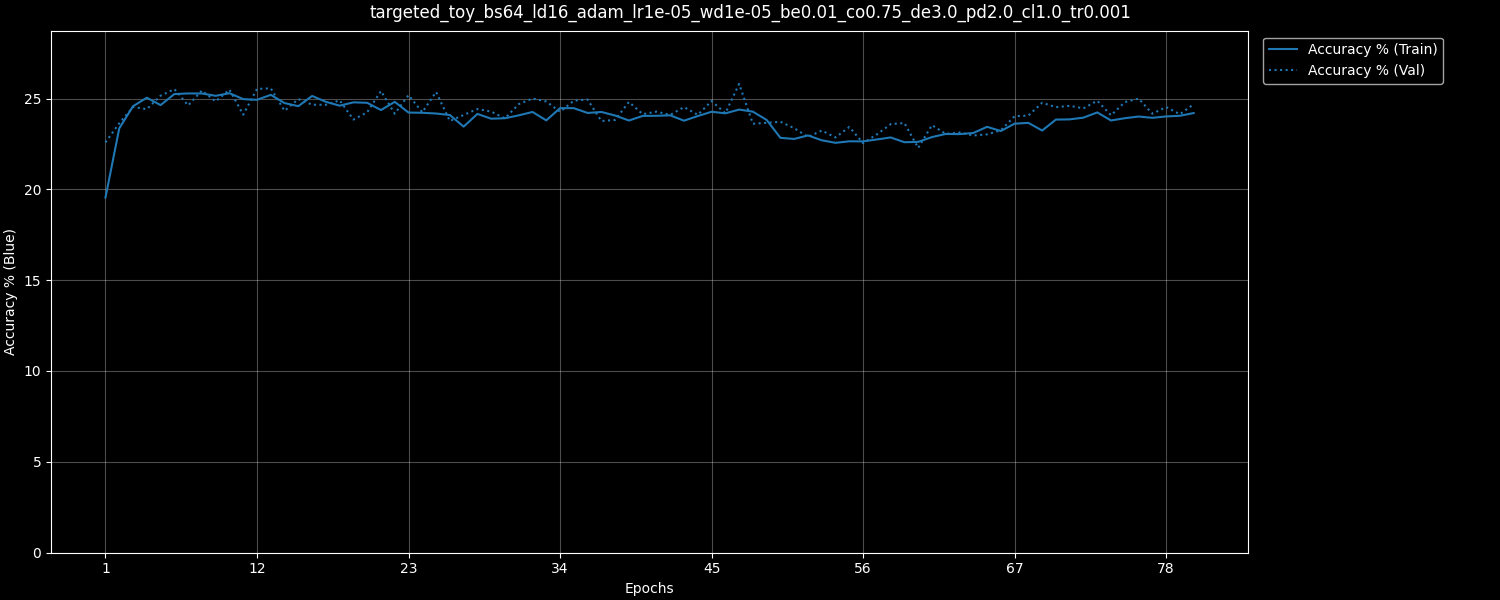 targeted_toy_bs64_ld16_adam_lr1e-05_wd1e-05_be0.01_co0.75_de3.0_pd2.0_cl1.0_tr0.001
Accuracy % (Train)
Accuracy % (Val)
Accuracy % (Blue)
25
20
15
10
5
0
1 12 23 34 45 56 67 78
Epochs